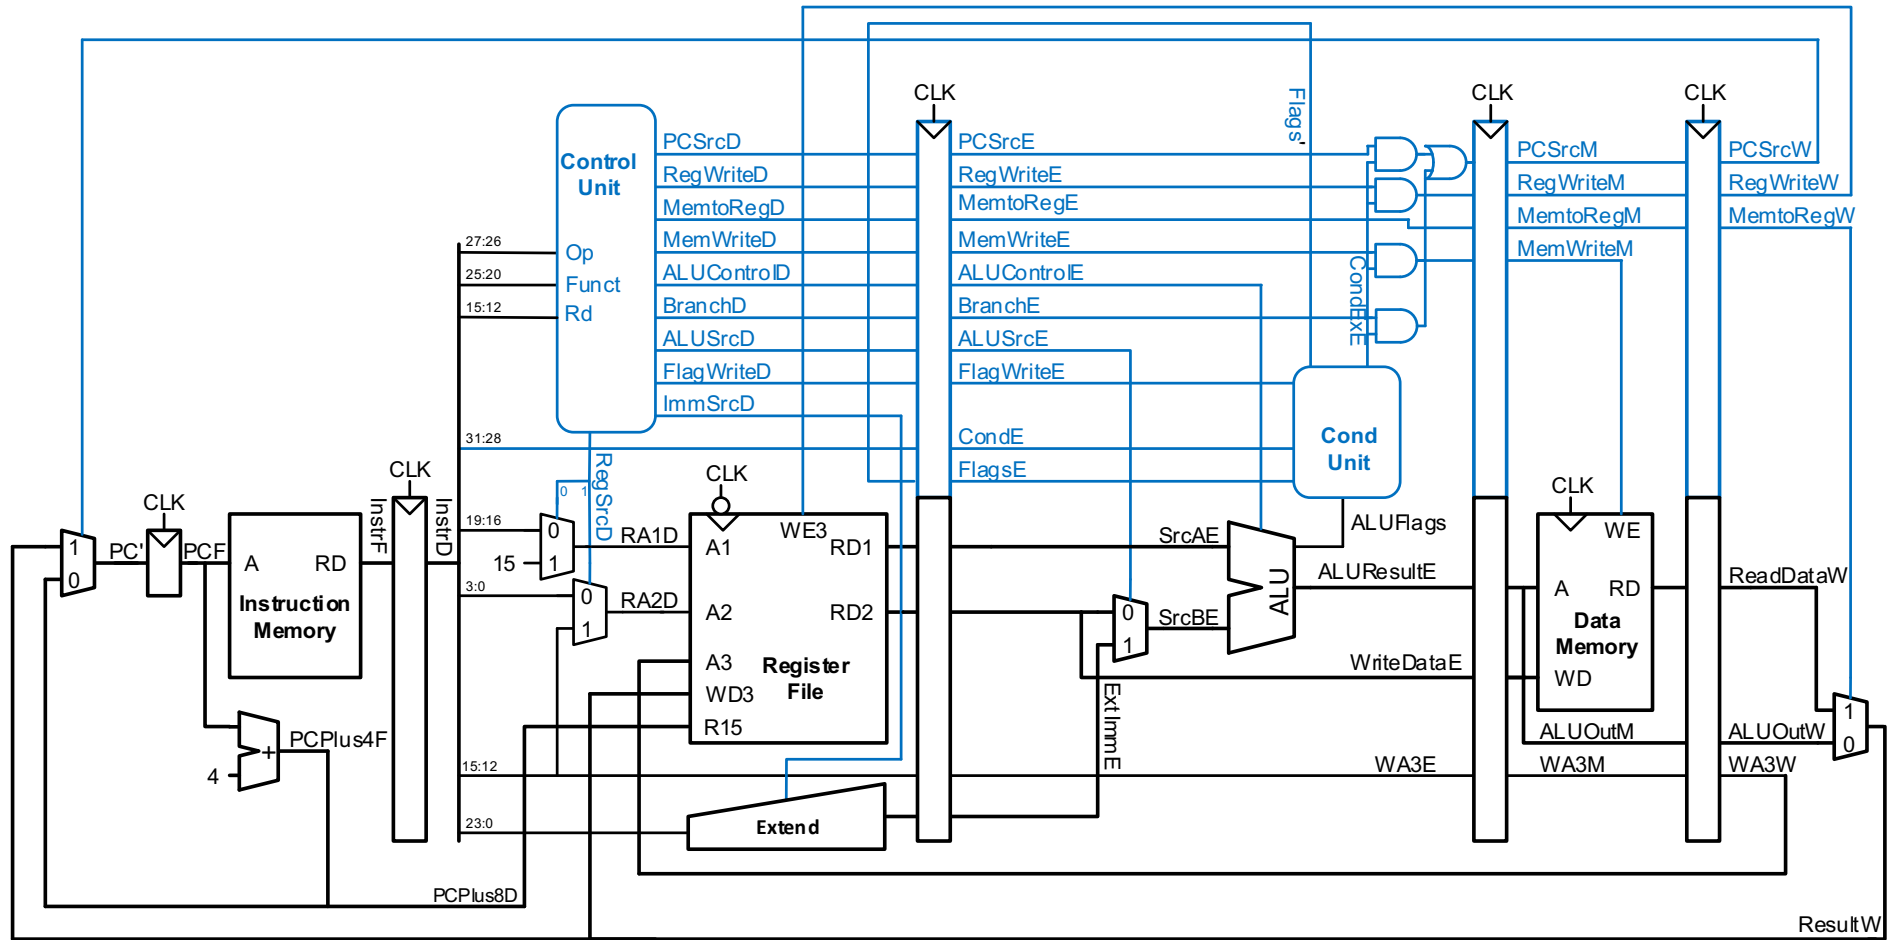 CLK
CLK
CLK
Flags'
Control
Unit
PCSrcD
RegWriteD
MemtoRegD
MemWriteD
ALUControlD
BranchD
ALUSrcD
FlagWriteD
ImmSrcD
PCSrcE
RegWriteE
MemtoRegE
MemWriteE
ALUControlE
BranchE
ALUSrcE
FlagWriteE
CondE
FlagsE
PCSrcM
RegWriteM
MemtoRegM
MemWriteM
PCSrcW
RegWriteW
MemtoRegW
27:26
Op
25:20
Funct
15:12
Rd
31:28
CondExE
Cond
Unit
CLK
CLK
CLK
CLK
RegSrcD
0 1
InstrF
InstrD
19:16
0
15
1
RA1D
3:0
0
1
RA2D
A1
WE3
RD1
A2
RD2
A3
WD3
R15
Register
File
1
0
PC'
PCF
A
RD
Instruction
Memory
4
+
PCPlus4F
PCPlus8D
15:12
23:0
Extend
ExtImmE
0
1
SrcAE
SrcBE
ALU
ALUFlags
ALUResultE
WriteDataE
WA3E
WE
A
RD
Data
Memory
WD
ALUOutM
WA3M
ReadDataW
ALUOutW
WA3W
1
0
ResultW